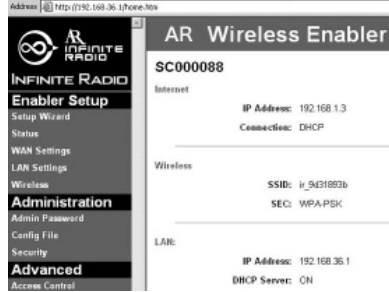 Address http://192.168.36.1/home.htm
AR
INFINITE
RADIO
INFINITE RADIO
Enabler Setup
Setup Wizard
Status
WAN Settings
LAN Settings
Wireless
Administration
Admin Password
Config File
Security
Advanced
Access Control
AR Wireless Enabler
SC000088
Internet
IP Address: 192.168.1.3
Connection: DHCP
Wireless
SSID: ir_9d31893b
SEC: WPA-PSK
LAN:
IP Address: 192.168.36.1
DHCP Server: ON